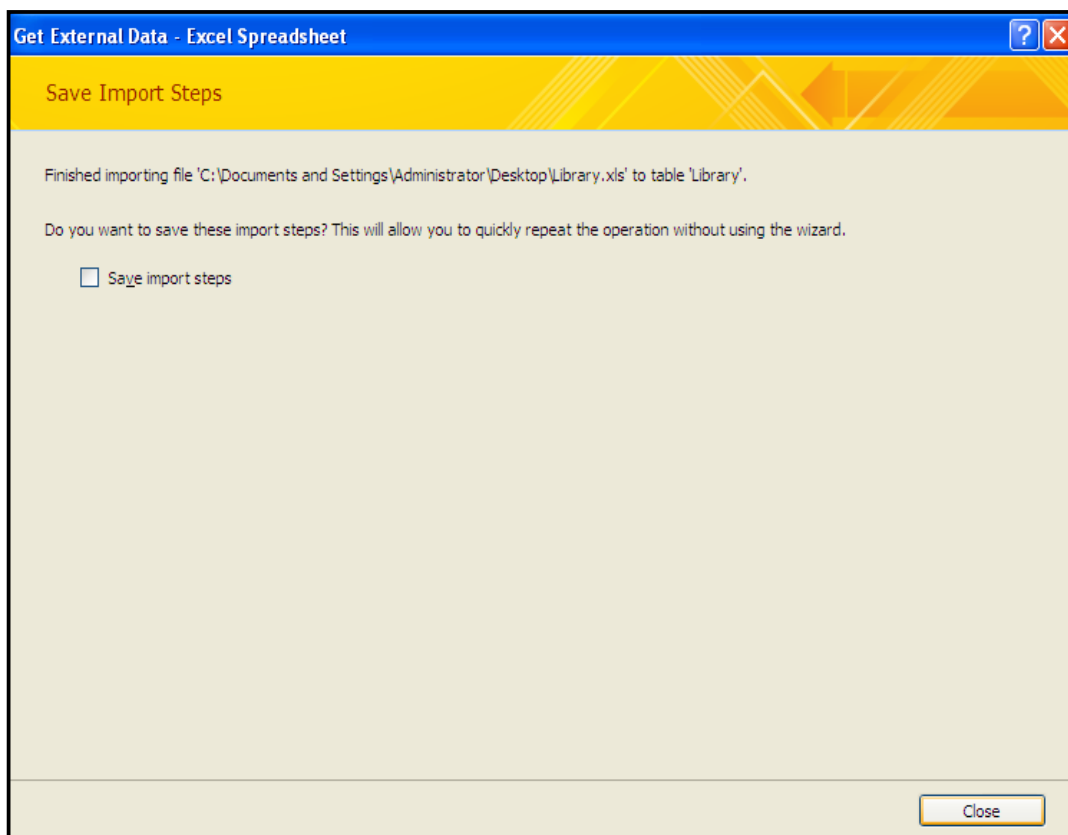 Get External Data - Excel Spreadsheet
?
Save Import Steps
Finished importing file 'C:\Documents and Settings\Administrator\Desktop\Library.xls' to table 'Library'.
Do you want to save these import steps? This will allow you to quickly repeat the operation without using the wizard.
Save import steps
Close